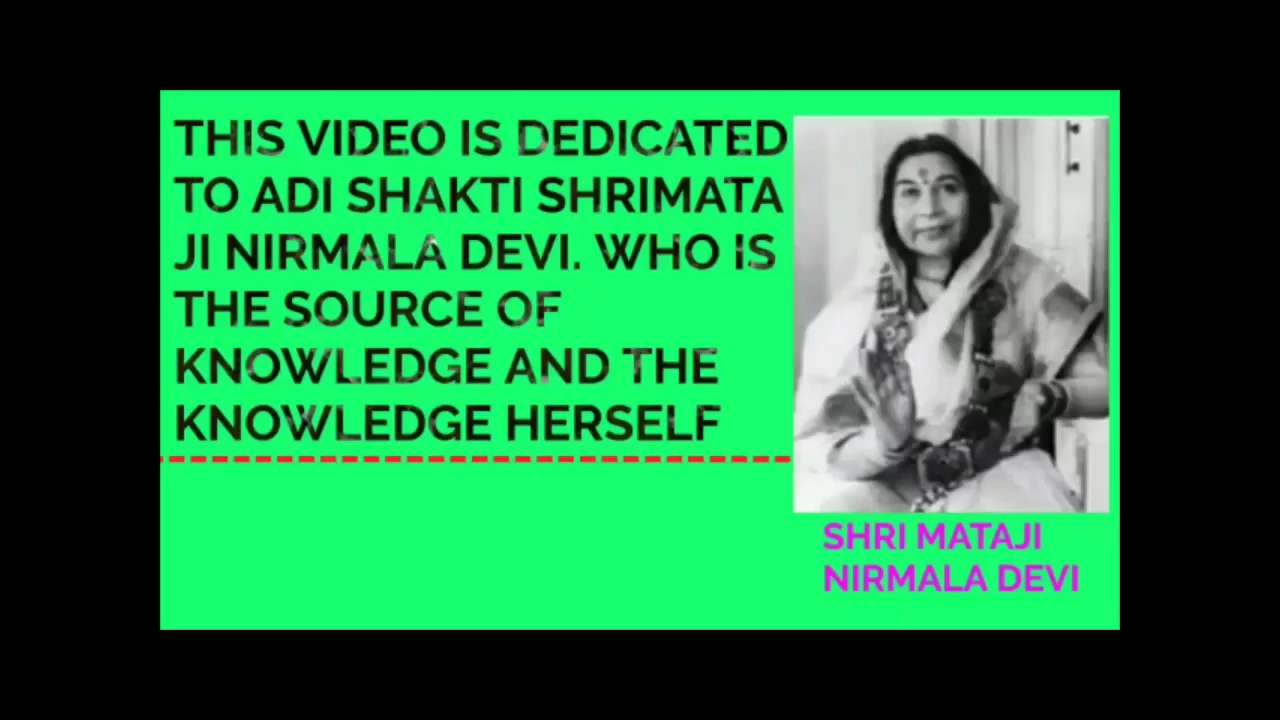 THIS VIDEO IS DEDICATED
TO ADI SHAKTI SHRIMATA
JI NIRMALA DEVI. WHO IS
THE SOURCE OF
KNOWLEDGE AND THE
KNOWLEDGE HERSELF
SHRI MATAJI
NIRMALA DEVI